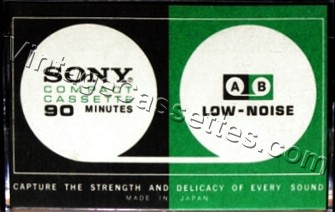 SONY®
COMPACT
CASSETTE
90 MINUTES
A B
LOW-NOISE
CAPTURE THE STRENGTH AND DELICACY OF EVERY SOUND
MADE IN JAPAN
vintagecassettes.com